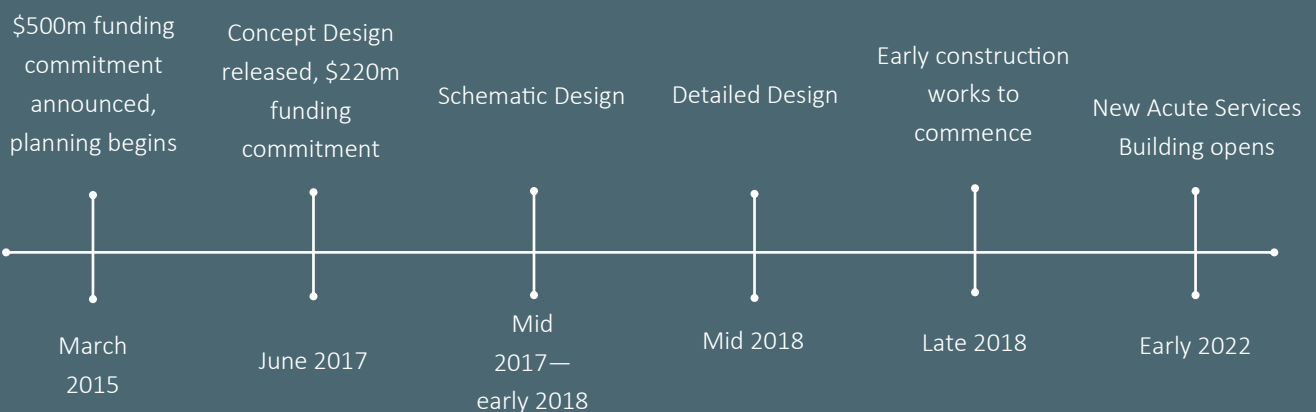 $500m funding
commitment
announced,
planning begins
Concept Design
released, $220m
funding
commitment
Schematic Design
Detailed Design
Early construction
works to
commence
New Acute Services
Building opens
March
2015
June 2017
Mid
2017—
early 2018
Mid 2018
Late 2018
Early 2022